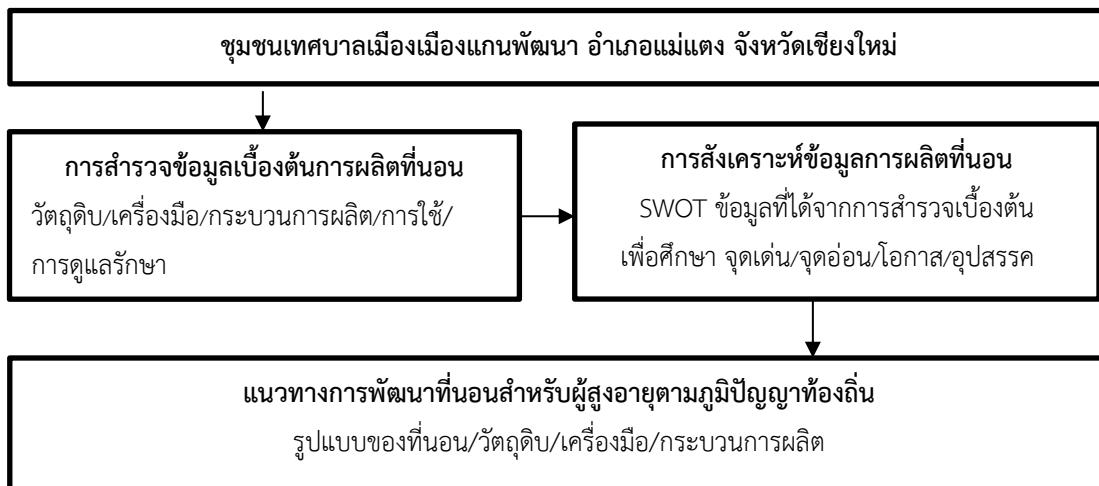 ชุมชนเทศบาลเมืองเมืองแกนพัฒนา อำเภอแม่แตง จังหวัดเชียงใหม่
การสำรวจข้อมูลเบื้องต้นการผลิตที่นอน
วัตถุดิบ/เครื่องมือ/กระบวนการผลิต/การใช้/
การดูแลรักษา
การสังเคราะห์ข้อมูลการผลิตที่นอน
SWOT ข้อมูลที่ได้จากการสำรวจเบื้องต้น
เพื่อศึกษา จุดเด่น/จุดอ่อน/โอกาส/อุปสรรค
แนวทางการพัฒนาที่นอนสำหรับผู้สูงอายุตามภูมิปัญญาท้องถิ่น
รูปแบบของที่นอน/วัตถุดิบ/เครื่องมือ/กระบวนการผลิต